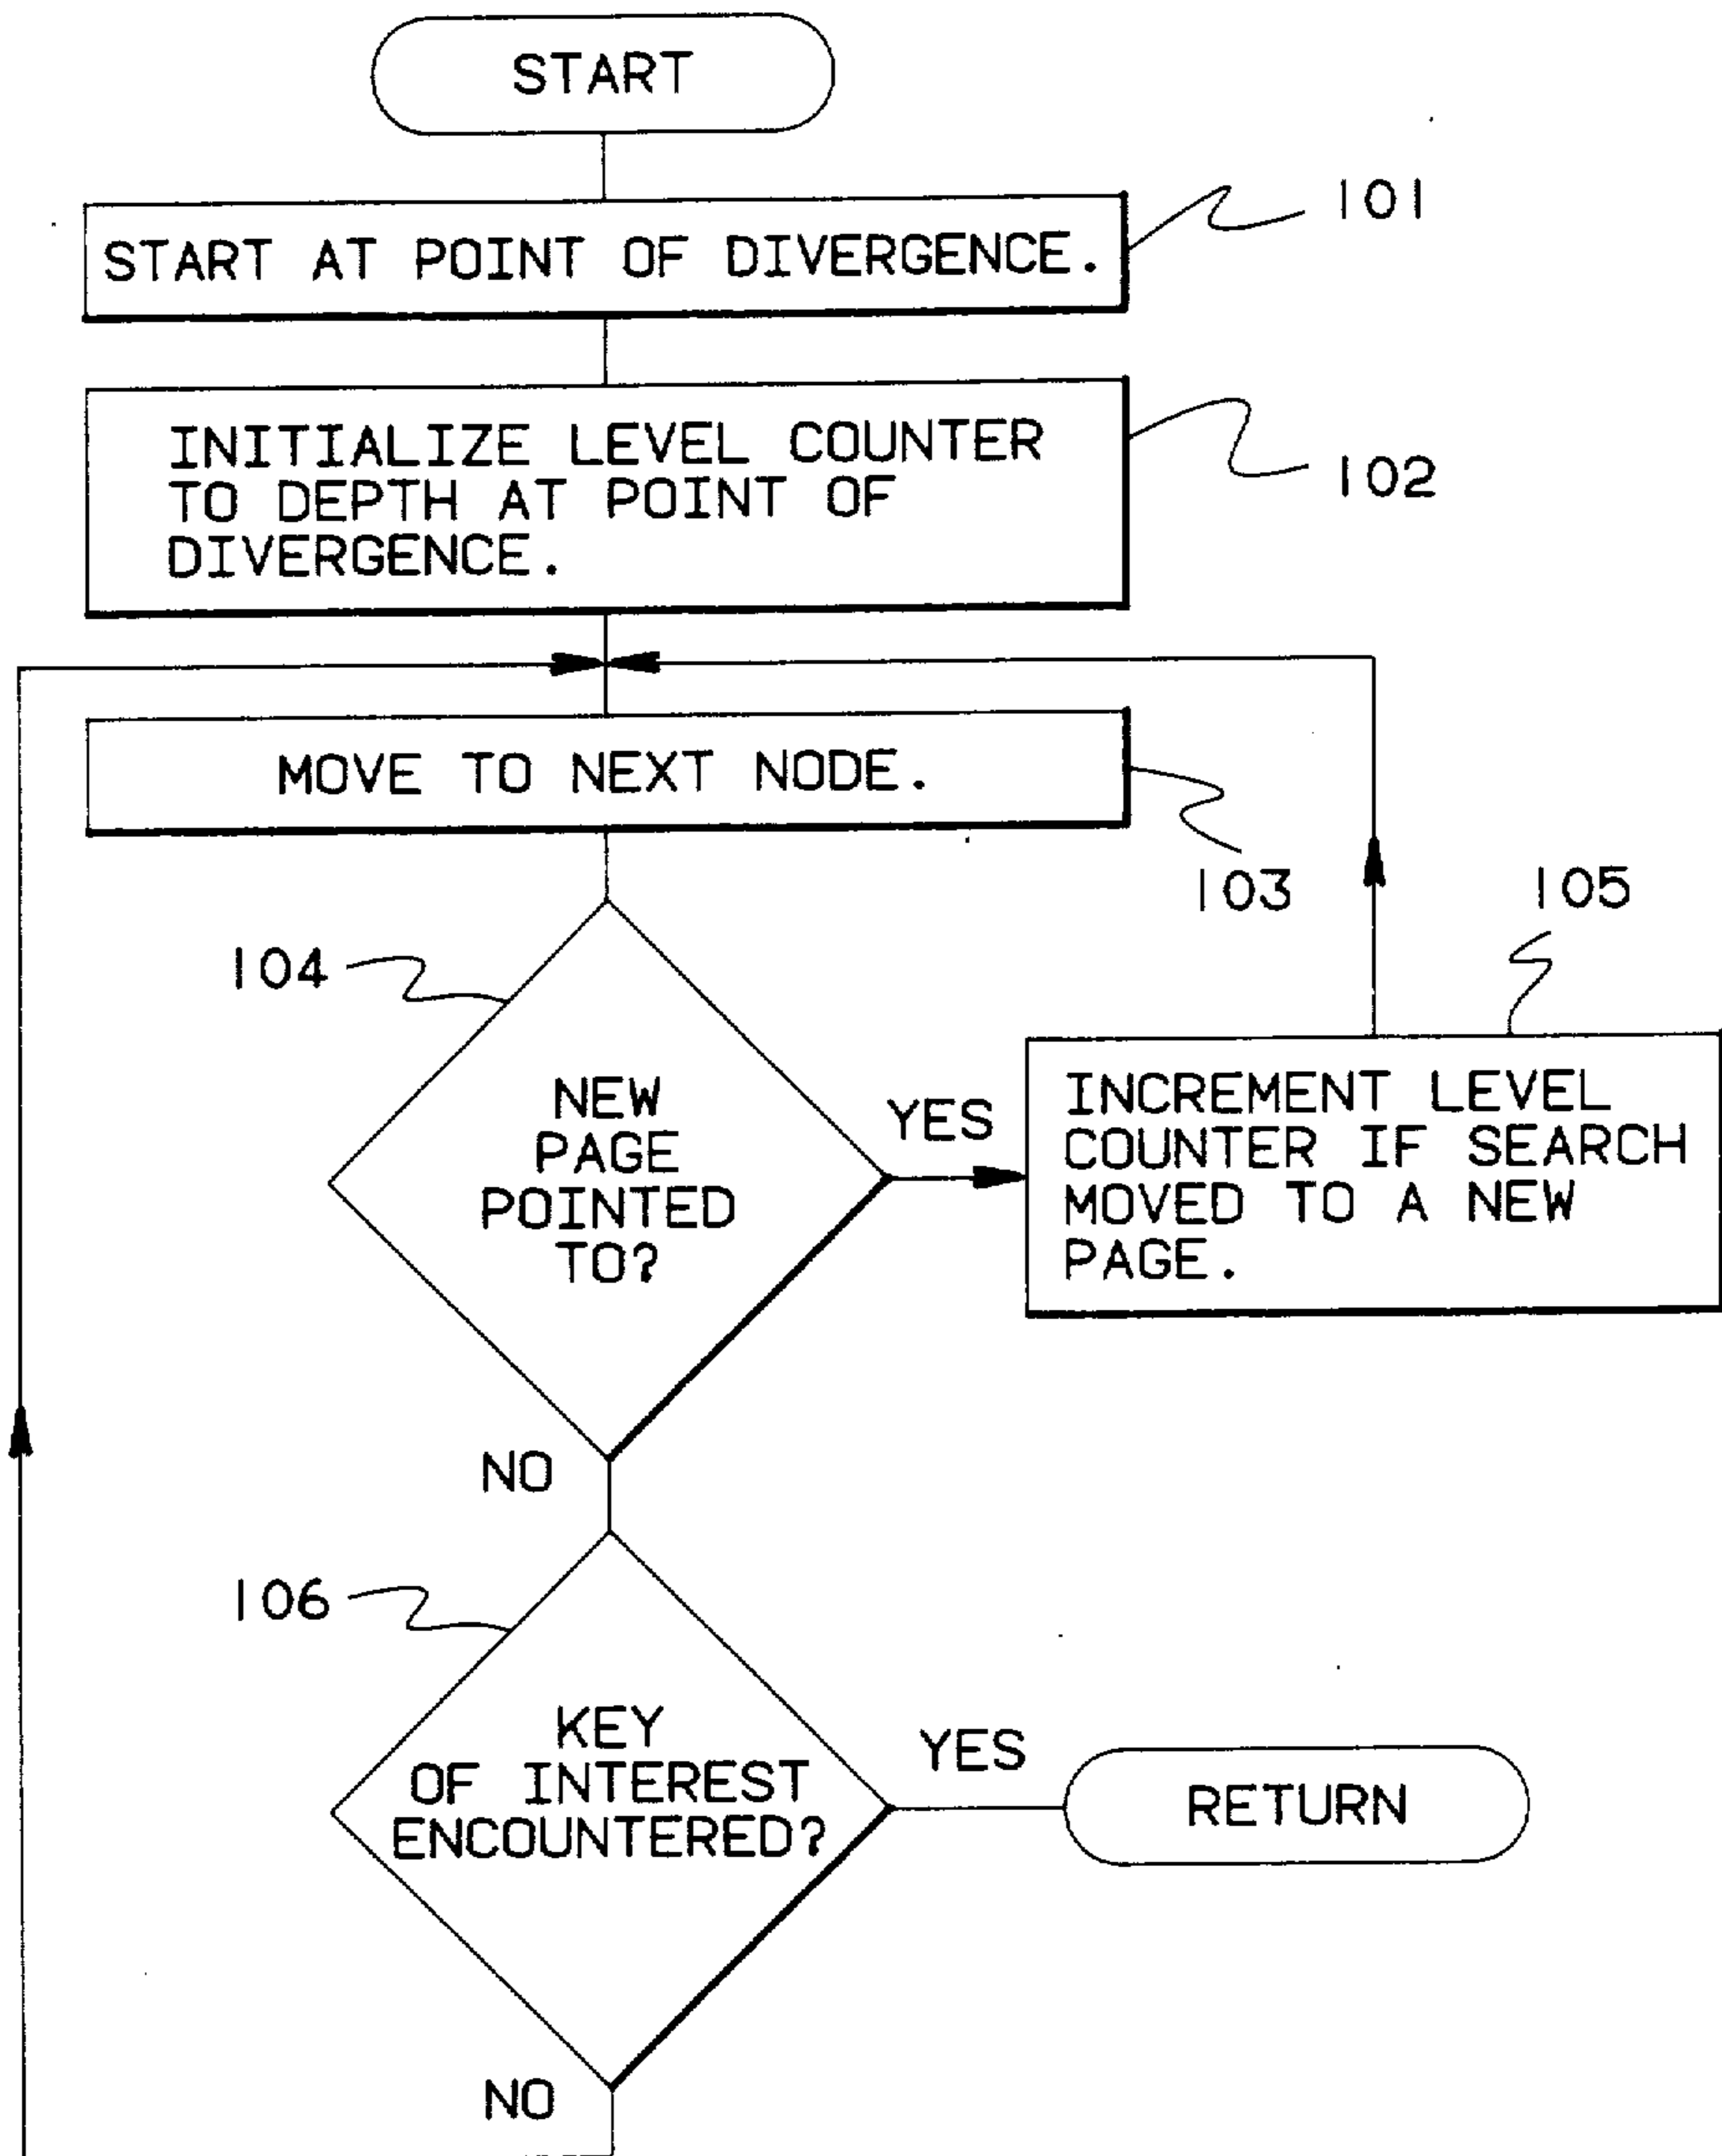 START
START AT POINT OF DIVERGENCE.
101
INITIALIZE LEVEL COUNTER
TO DEPTH AT POINT OF
DIVERGENCE.
102
MOVE TO NEXT NODE.
103
104
NEW
PAGE
POINTED
TO?
YES
105
INCREMENT LEVEL
COUNTER IF SEARCH
MOVED TO A NEW
PAGE.
NO
106
KEY
OF INTEREST
ENCOUNTERED?
YES
RETURN
NO